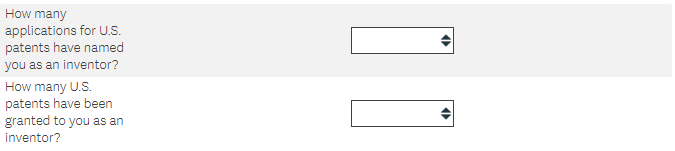 How many
applications for U.S.
patents have named
you as an inventor?
How many U.S.
patents have been
granted to you as an
inventor?